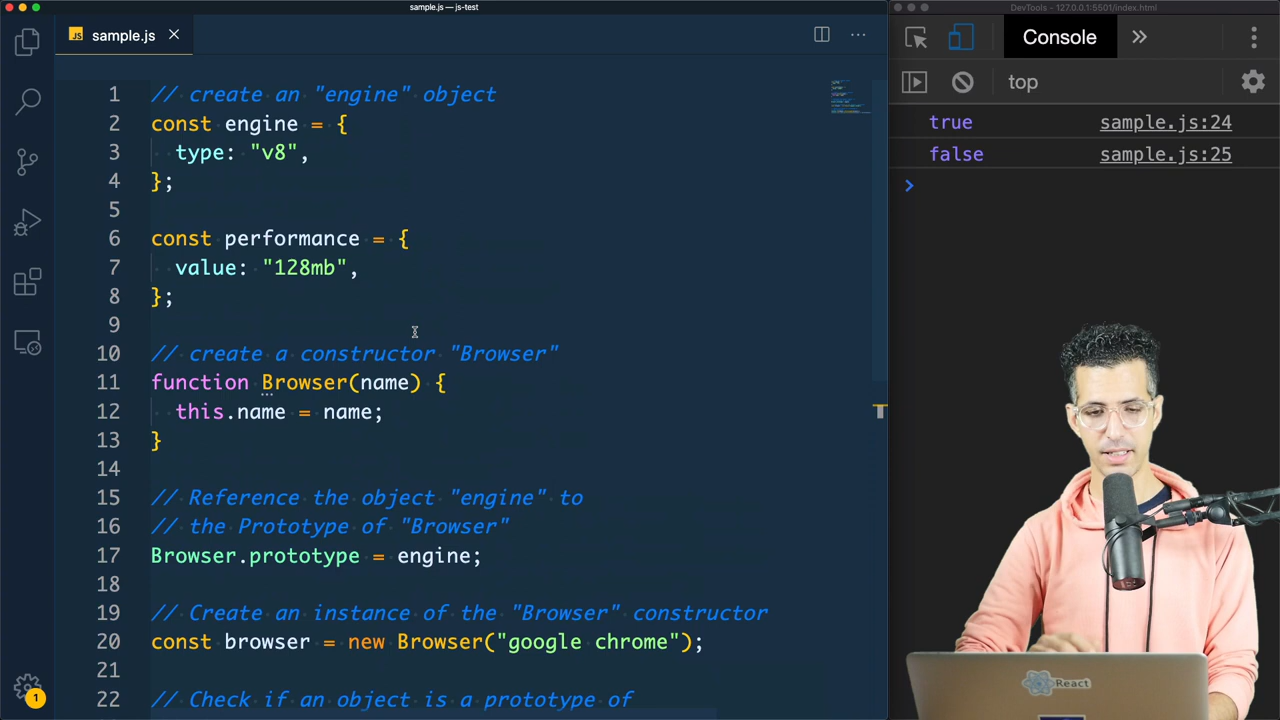 sample.js — js-test
DevTools - 127.0.0.1:5501/index.html
JS sample.js
Console
top
1 // create an "engine" object
2 const engine = {
3 type: "v8",
4 };
5
6 const performance = {
7 value: "128mb",
8 };
9
10 // create a constructor "Browser"
11 function Browser(name) {
12 this.name = name;
13 }
14
15 // Reference the object "engine" to
16 // the Prototype of "Browser"
17 Browser.prototype = engine;
18
19 // Create an instance of the "Browser" constructor
20 const browser = new Browser("google chrome");
21
22 // Check if an object is a prototype of
1
true sample.js:24
false sample.js:25
React